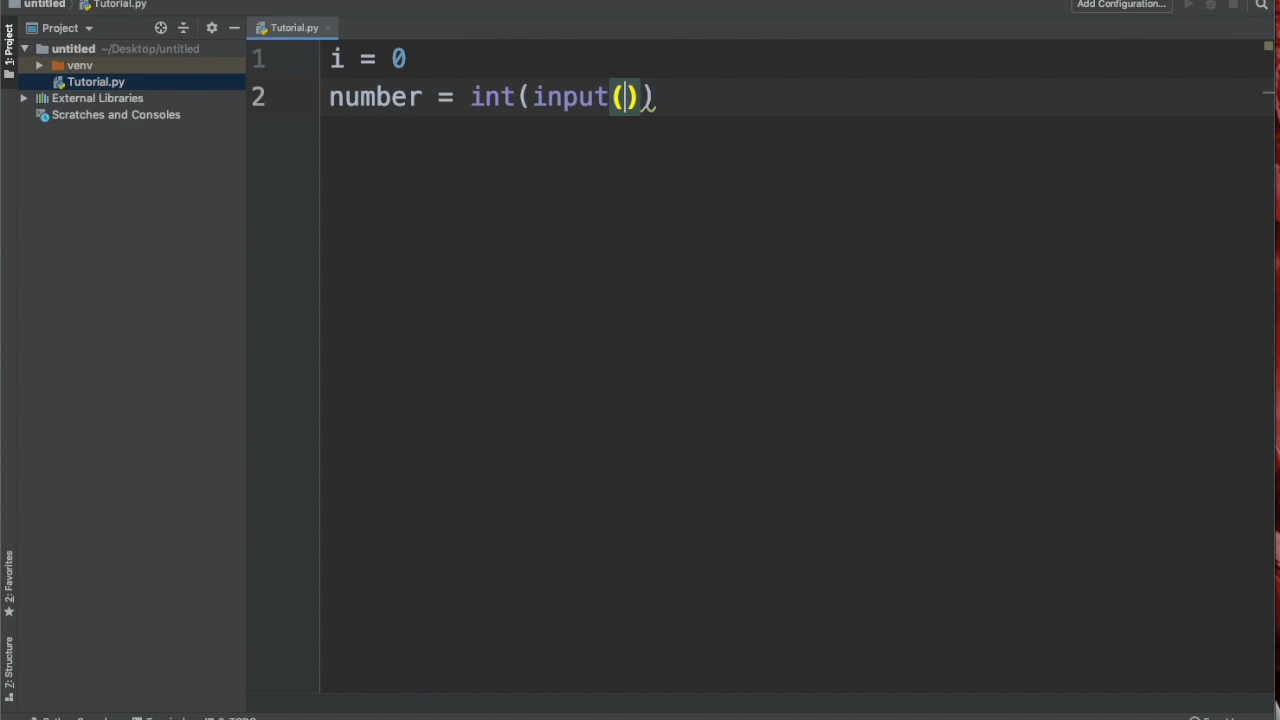 untitled
Tutorial.py
Add Configuration...
1: Project
Project
Tutorial.py
untitled ~/Desktop/untitled
venv
Tutorial.py
External Libraries
Scratches and Consoles
1 i = 0
2 number = int(input())
2: Favorites
Z: Structure